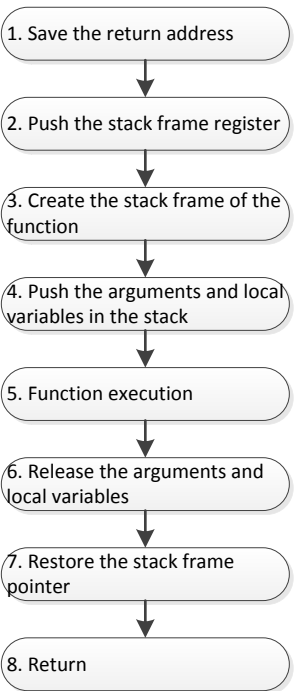 1. Save the return address
2. Push the stack frame register
3. Create the stack frame of the
function
4. Push the arguments and local
variables in the stack
5. Function execution
6. Release the arguments and
local variables
7. Restore the stack frame
pointer
8. Return